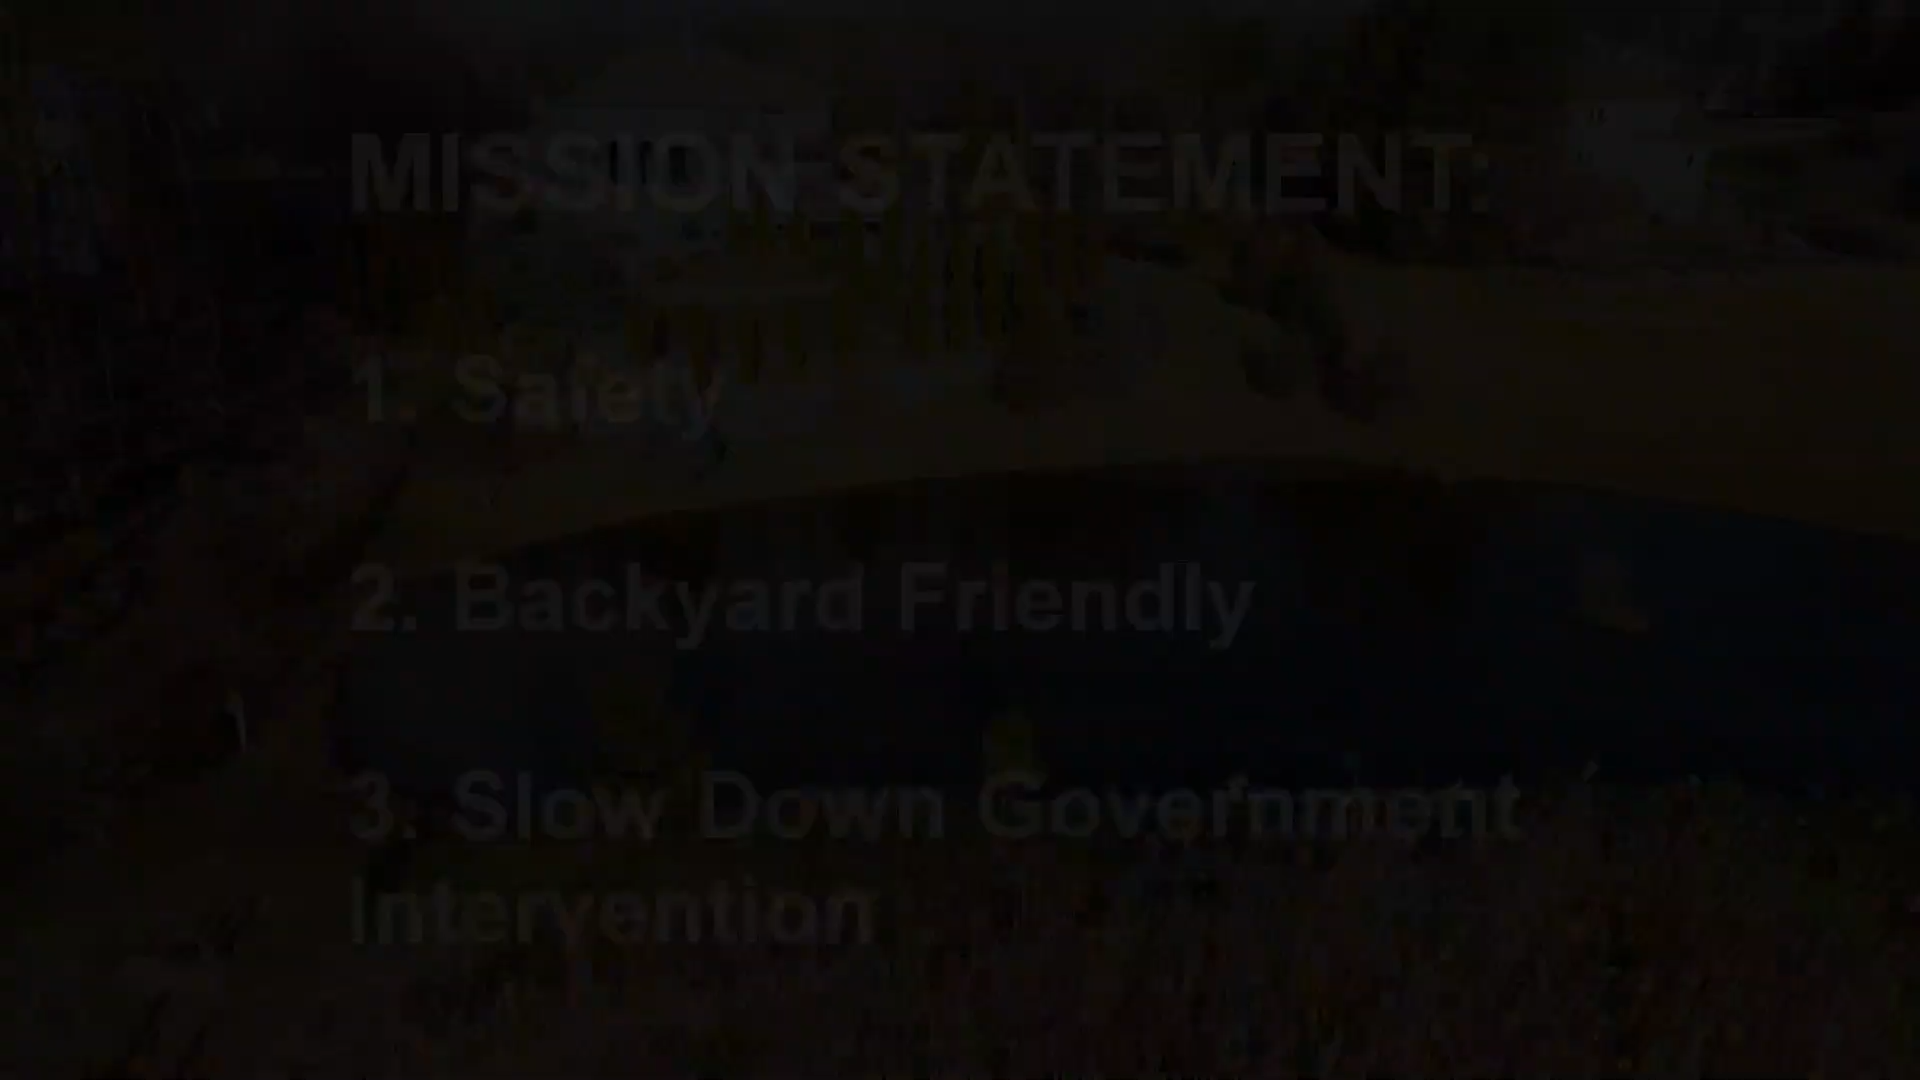 MISSION STATEMENT:
1. Safety
2. Backyard Friendly
3. Slow Down Government
Intervention